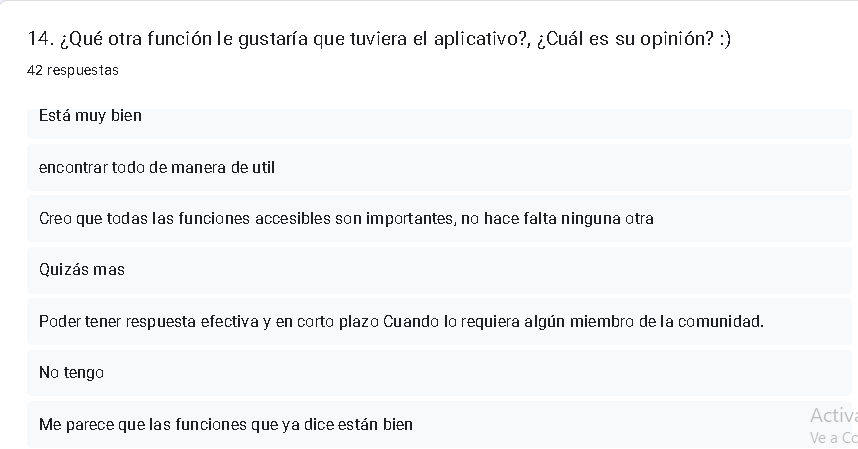 14. ¿Qué otra función le gustaría que tuviera el aplicativo?, ¿Cuál es su opinión? :)
42 respuestas
Está muy bien
encontrar todo de manera de util
Creo que todas las funciones accesibles son importantes, no hace falta ninguna otra
Quizás mas
Poder tener respuesta efectiva y en corto plazo Cuando lo requiera algún miembro de la comunidad.
No tengo
Me parece que las funciones que ya dice están bien
Activa
Ve a Co